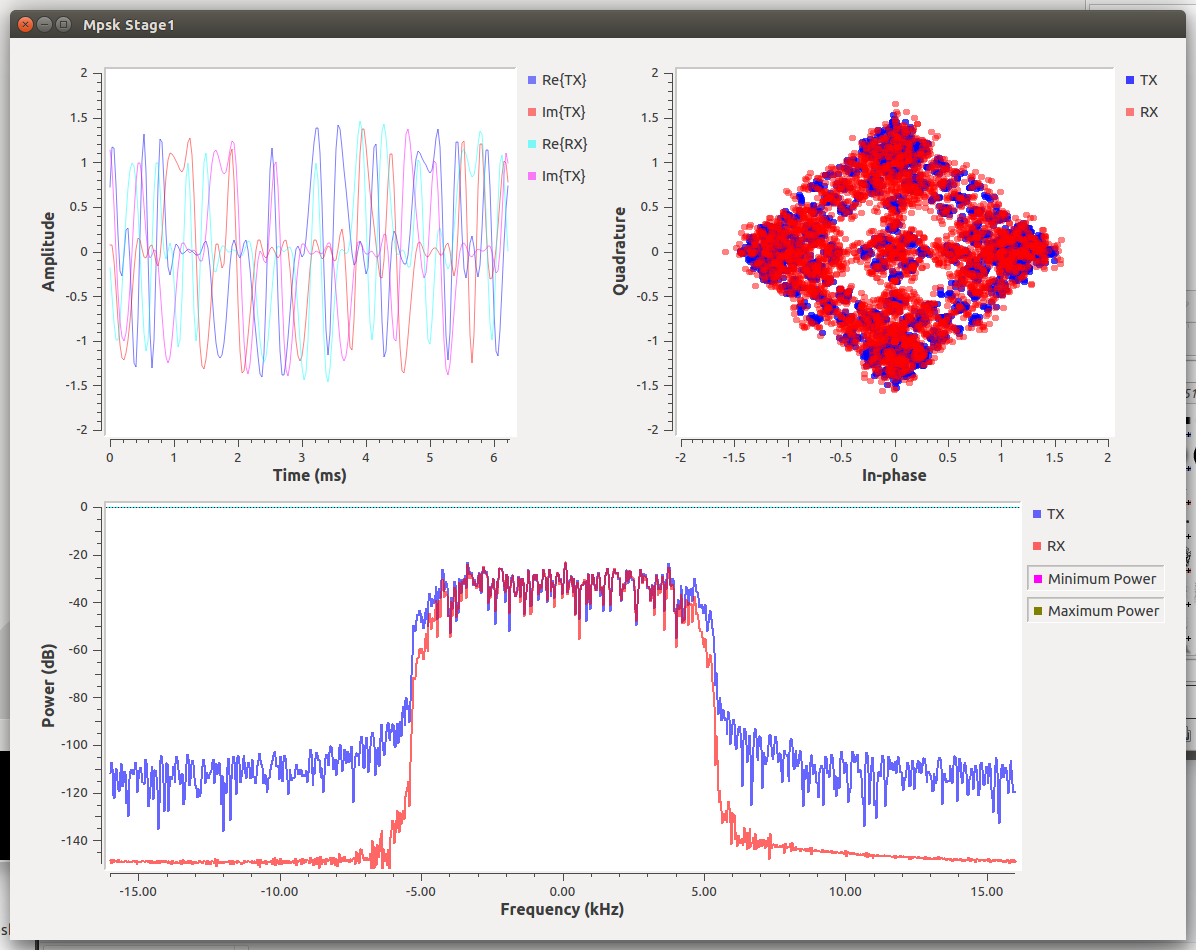 Mpsk Stage1
2
1.5
1
0.5
0
-0.5
-1
-1.5
-2
Amplitude
0 1 2 3 4 5 6
Time (ms)
Re{TX}
Im{TX}
Re{RX}
Im{TX}
2
1.5
1
0.5
0
-0.5
-1
-1.5
-2
Quadrature
-2 -1.5 -1 -0.5 0 0.5 1 1.5 2
In-phase
TX
RX
0
-20
-40
-60
-80
-100
-120
-140
Power (dB)
-15.00 -10.00 -5.00 0.00 5.00 10.00 15.00
Frequency (kHz)
TX
RX
Minimum Power
Maximum Power